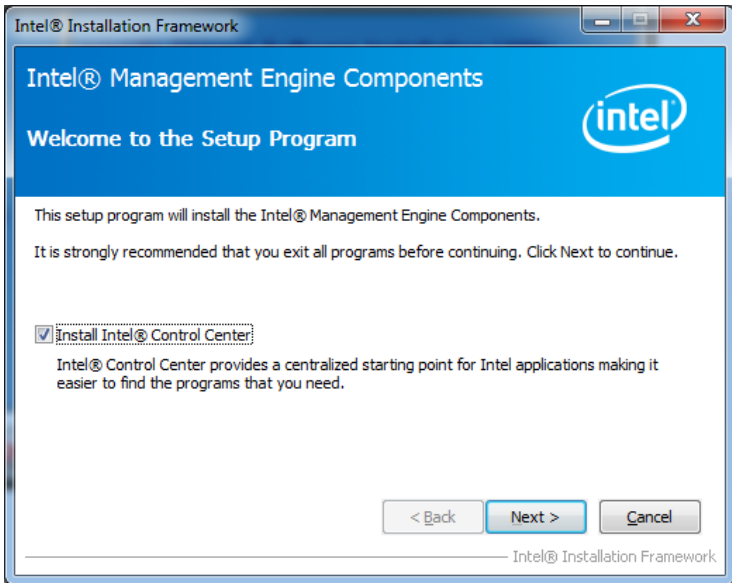 Intel® Installation Framework
Intel® Management Engine Components
Welcome to the Setup Program
intel
This setup program will install the Intel® Management Engine Components.
It is strongly recommended that you exit all programs before continuing. Click Next to continue.
Install Intel® Control Center
Intel® Control Center provides a centralized starting point for Intel applications making it
easier to find the programs that you need.
< Back Next > Cancel
Intel® Installation Framework